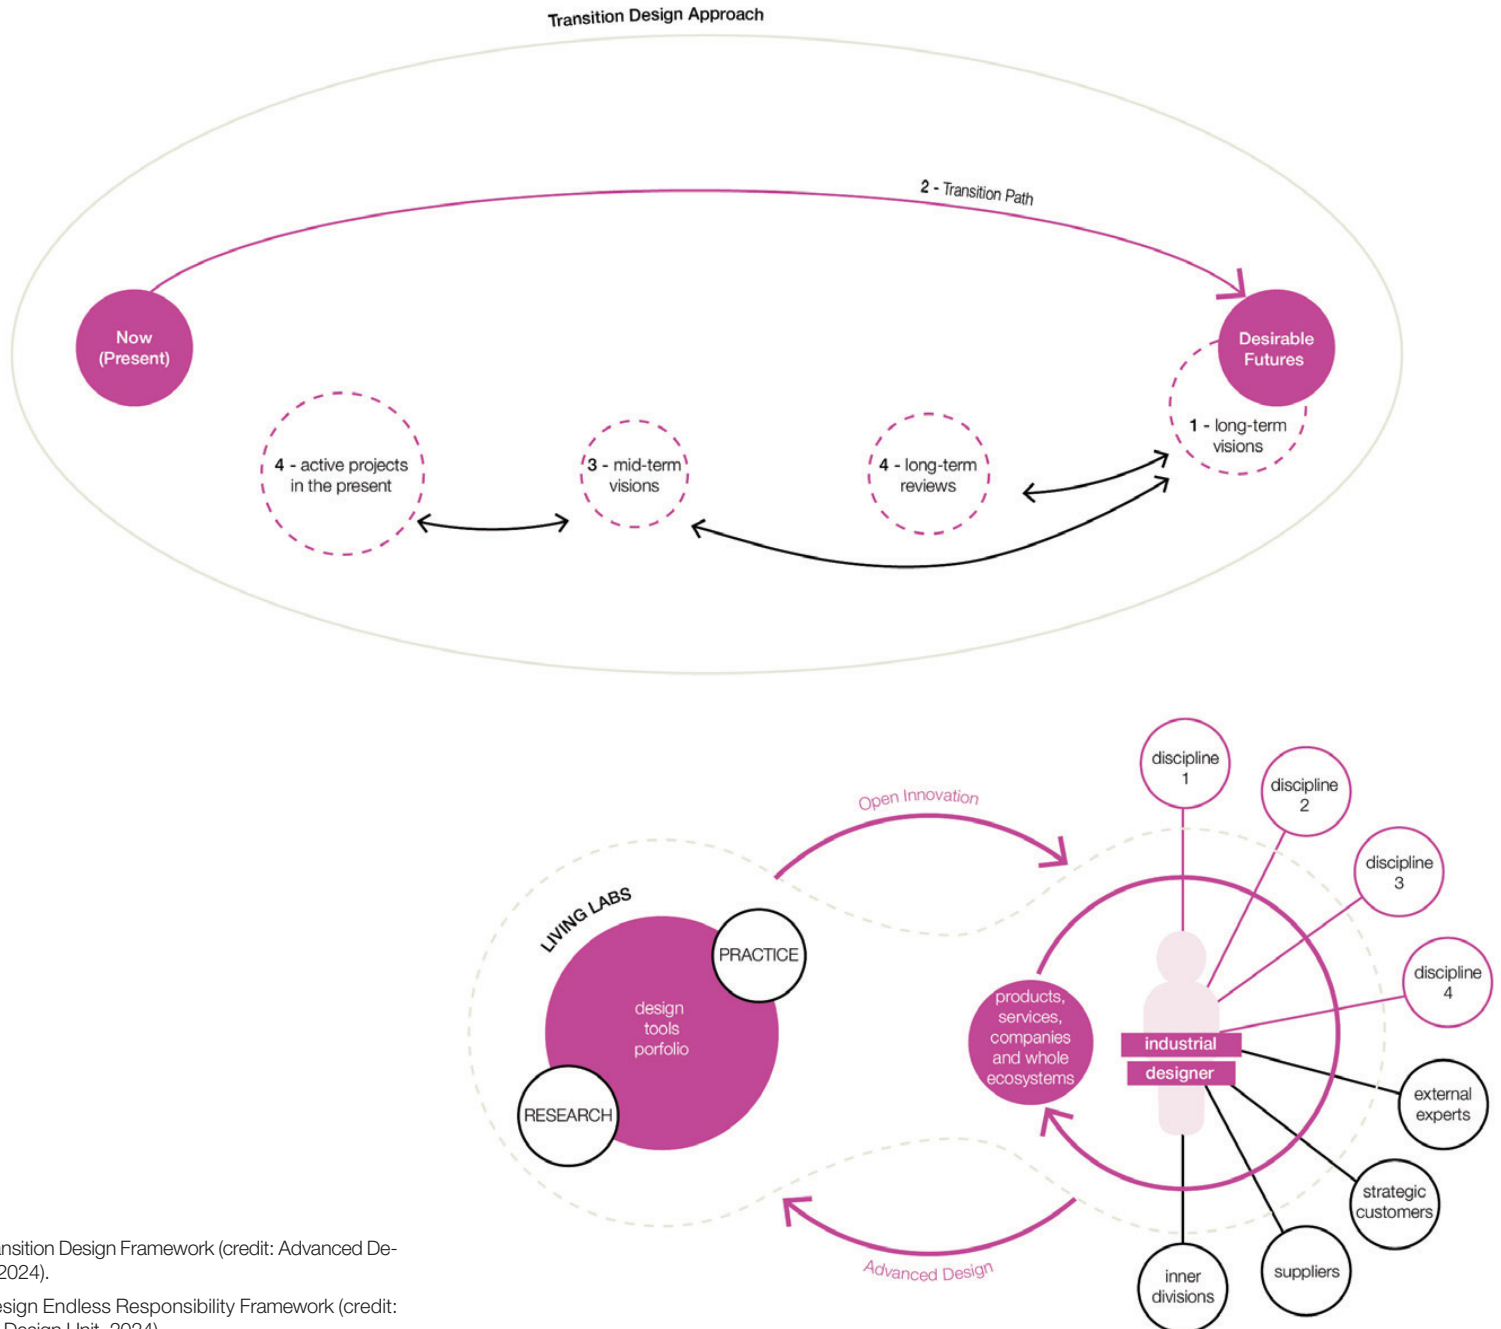 Transition Design Approach
2 - Transition Path
Now
(Present)
Desirable
Futures
1 - long-term
visions
4 - active projects
in the present
3 - mid-term
visions
4 - long-term
reviews
discipline
1
discipline
2
discipline
3
discipline
4
Open Innovation
LIVING LABS
PRACTICE
design
tools
porfolio
RESEARCH
products,
services,
companies
and whole
ecosystems
industrial
designer
external
experts
strategic
customers
suppliers
inner
divisions
Advanced Design
Design Framework (credit: Advanced De-
2024).
Endless Responsibility Framework (credit:
Design Unit, 2024)